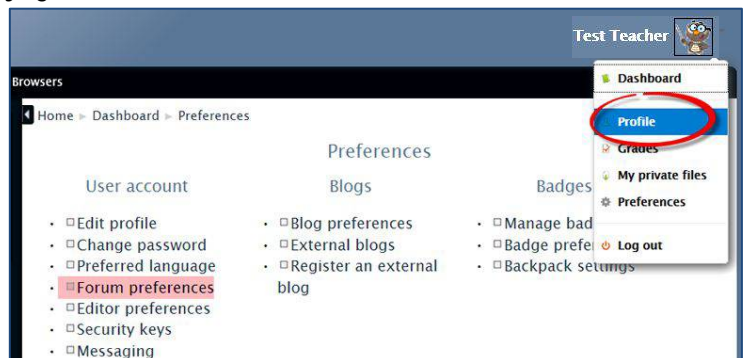 Test Teacher
Dashboard
Profile
Grades
My private files
Preferences
Log out
Browsers
Home ► Dashboard ► Preferences
Preferences
User account
Edit profile
Change password
Preferred language
Forum preferences
Editor preferences
Security keys
Messaging
Blogs
Blog preferences
External blogs
Register an external
blog
Badges
Manage bad
Badge prefe
Backpack settings